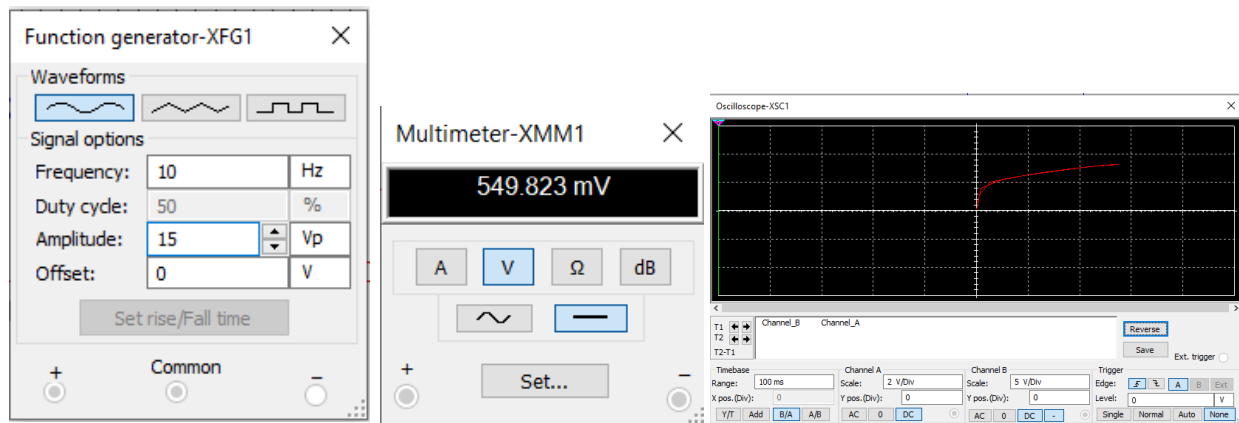 Function generator-XFG1
Waveforms
Signal options
Frequency: 10 Hz
Duty cycle: 50 %
Amplitude: 15 Vp
Offset: 0 V
Set rise/Fall time
+ Common –
Multimeter-XMM1
549.823 mV
A V Ω dB
+ Set... –
Oscilloscope-XSC1
T1 Channel_B Channel_A
T2
T2-T1
Reverse
Save
Ext. trigger
Timebase Channel A Channel B Trigger
Range: 100 ms Scale: 2 V/Div Scale: 5 V/Div Edge: A B Ext
X pos.(Div): 0 Y pos.(Div): 0 Y pos.(Div): 0 Level: 0 V
Y/T Add B/A A/B AC 0 DC AC 0 DC - Single Normal Auto None